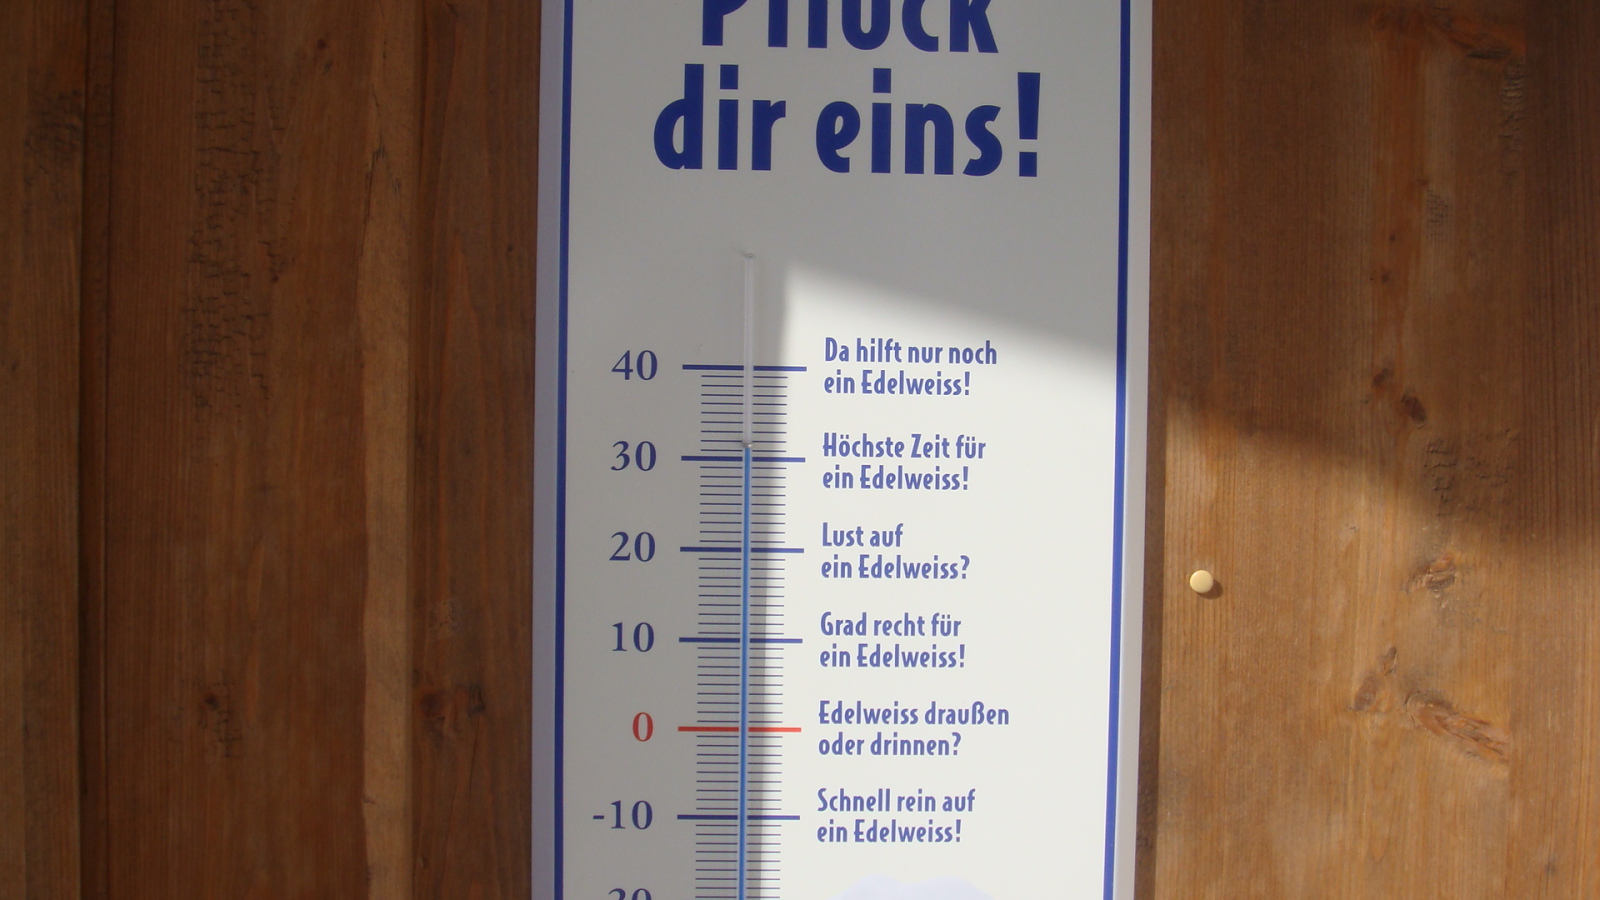 Pflück
dir eins!
40
Da hilft nur noch
ein Edelweiss!
30
Höchste Zeit für
ein Edelweiss!
20
Lust auf
ein Edelweiss?
10
Grad recht für
ein Edelweiss!
0
Edelweiss draußen
oder drinnen?
-10
Schnell rein auf
ein Edelweiss!